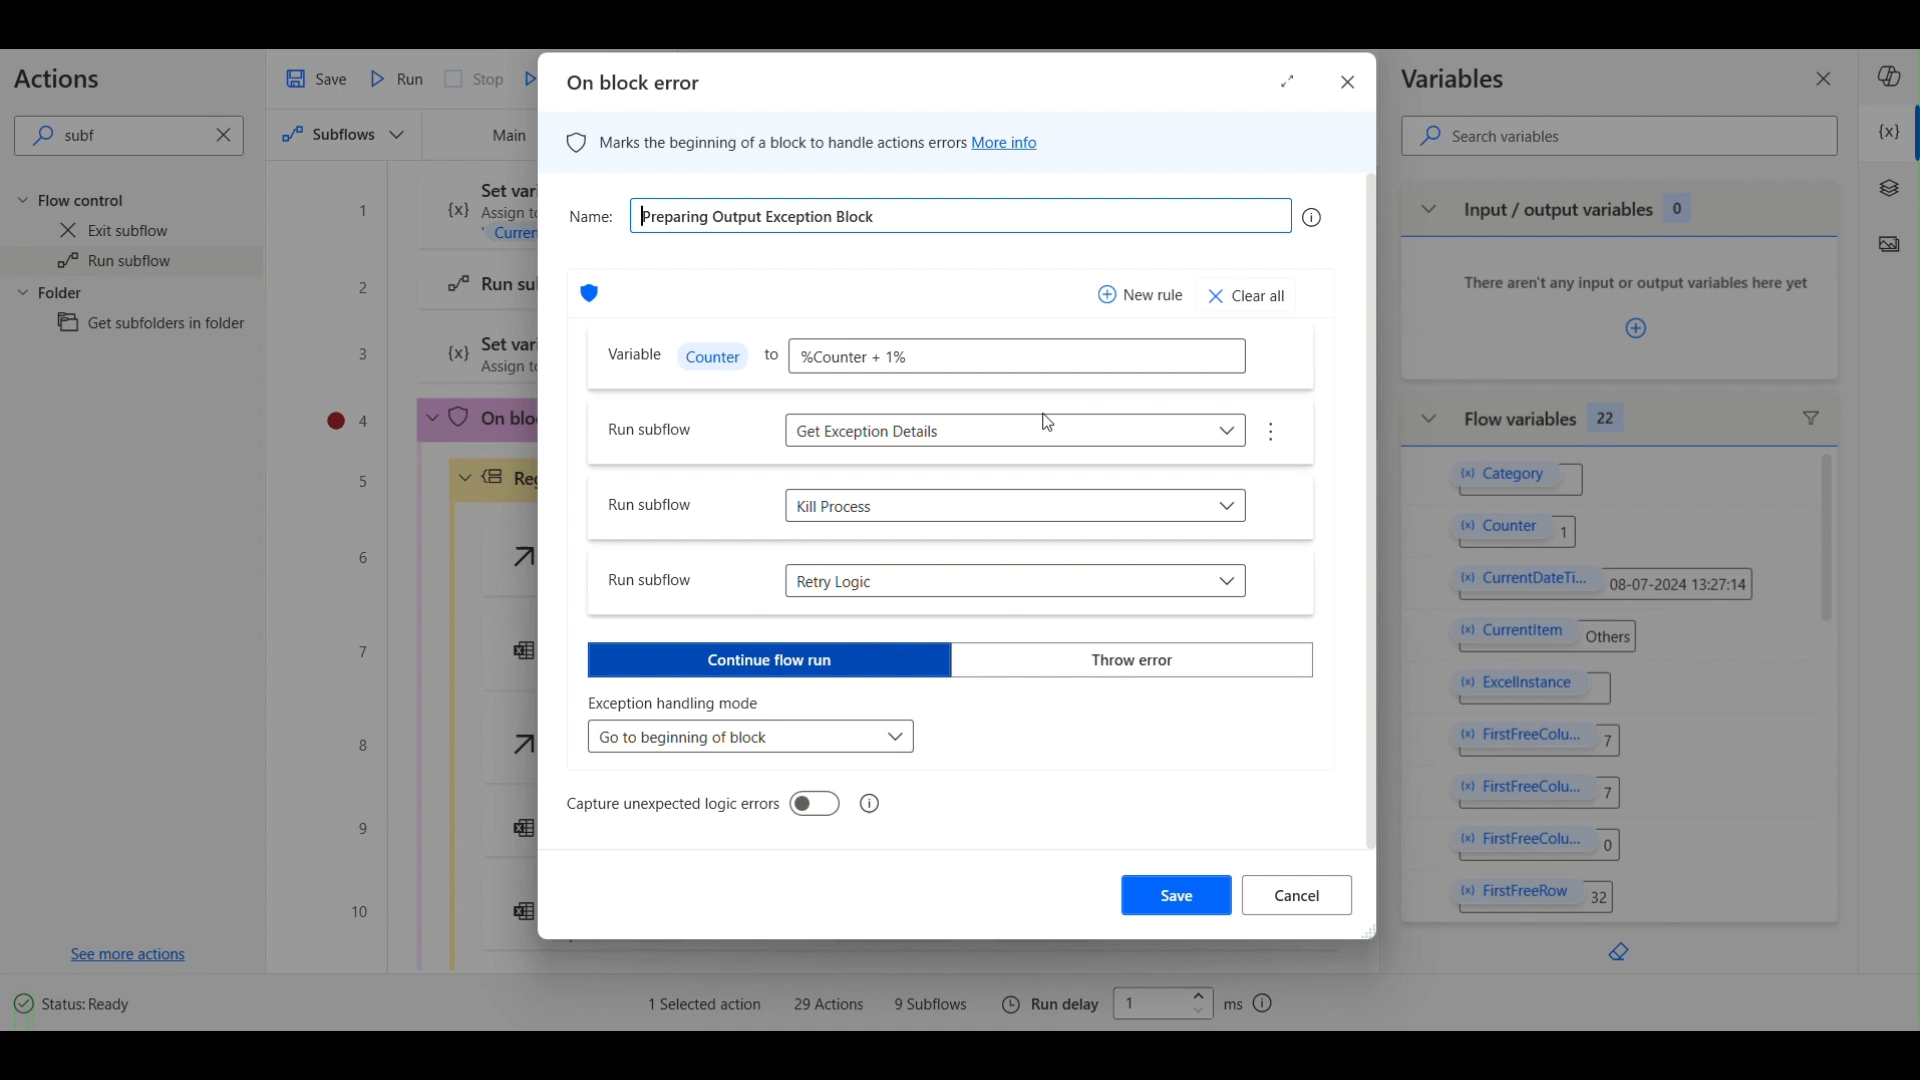 Actions
subf
Flow control
Exit subflow
Run subflow
Folder
Get subfolders in folder
See more actions
Save Run Stop
Subflows Main
1 {x} Set var
Assign to
' Curren
2 Run su
3 {x} Set var
Assign to
4 On blo
5 Re
6
7
8
9
10
On block error
Marks the beginning of a block to handle actions errors More info
Name: Preparing Output Exception Block
New rule Clear all
Variable Counter to %Counter + 1%
Run subflow Get Exception Details
Run subflow Kill Process
Run subflow Retry Logic
Continue flow run Throw error
Exception handling mode
Go to beginning of block
Capture unexpected logic errors
Save Cancel
Variables
Search variables
{x}
Input / output variables 0
There aren't any input or output variables here yet
Flow variables 22
(x) Category
(x) Counter 1
(x) CurrentDateTi... 08-07-2024 13:27:14
(x) CurrentItem Others
(x) ExcelInstance
(x) FirstFreeColu... 7
(x) FirstFreeColu... 7
(x) FirstFreeColu... 0
(x) FirstFreeRow 32
Status: Ready 1 Selected action 29 Actions 9 Subflows Run delay 1 ms